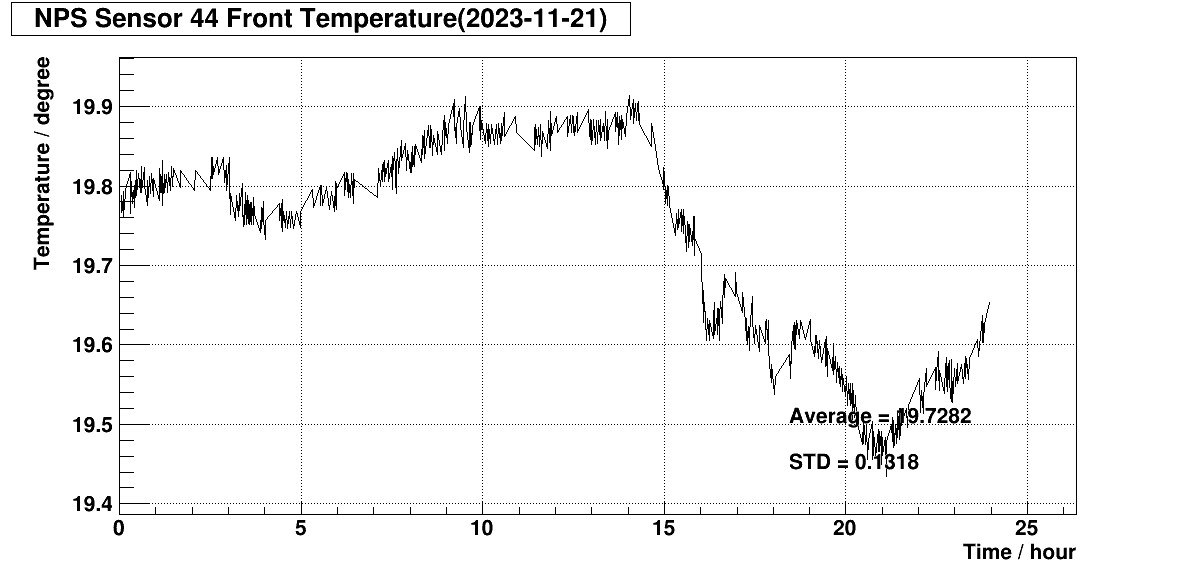 NPS Sensor 44 Front Temperature(2023-11-21)
Temperature / degree
19.9
19.8
19.7
19.6
19.5
19.4
Average = 19.7282
STD = 0.1318
0 5 10 15 20 25
Time / hour